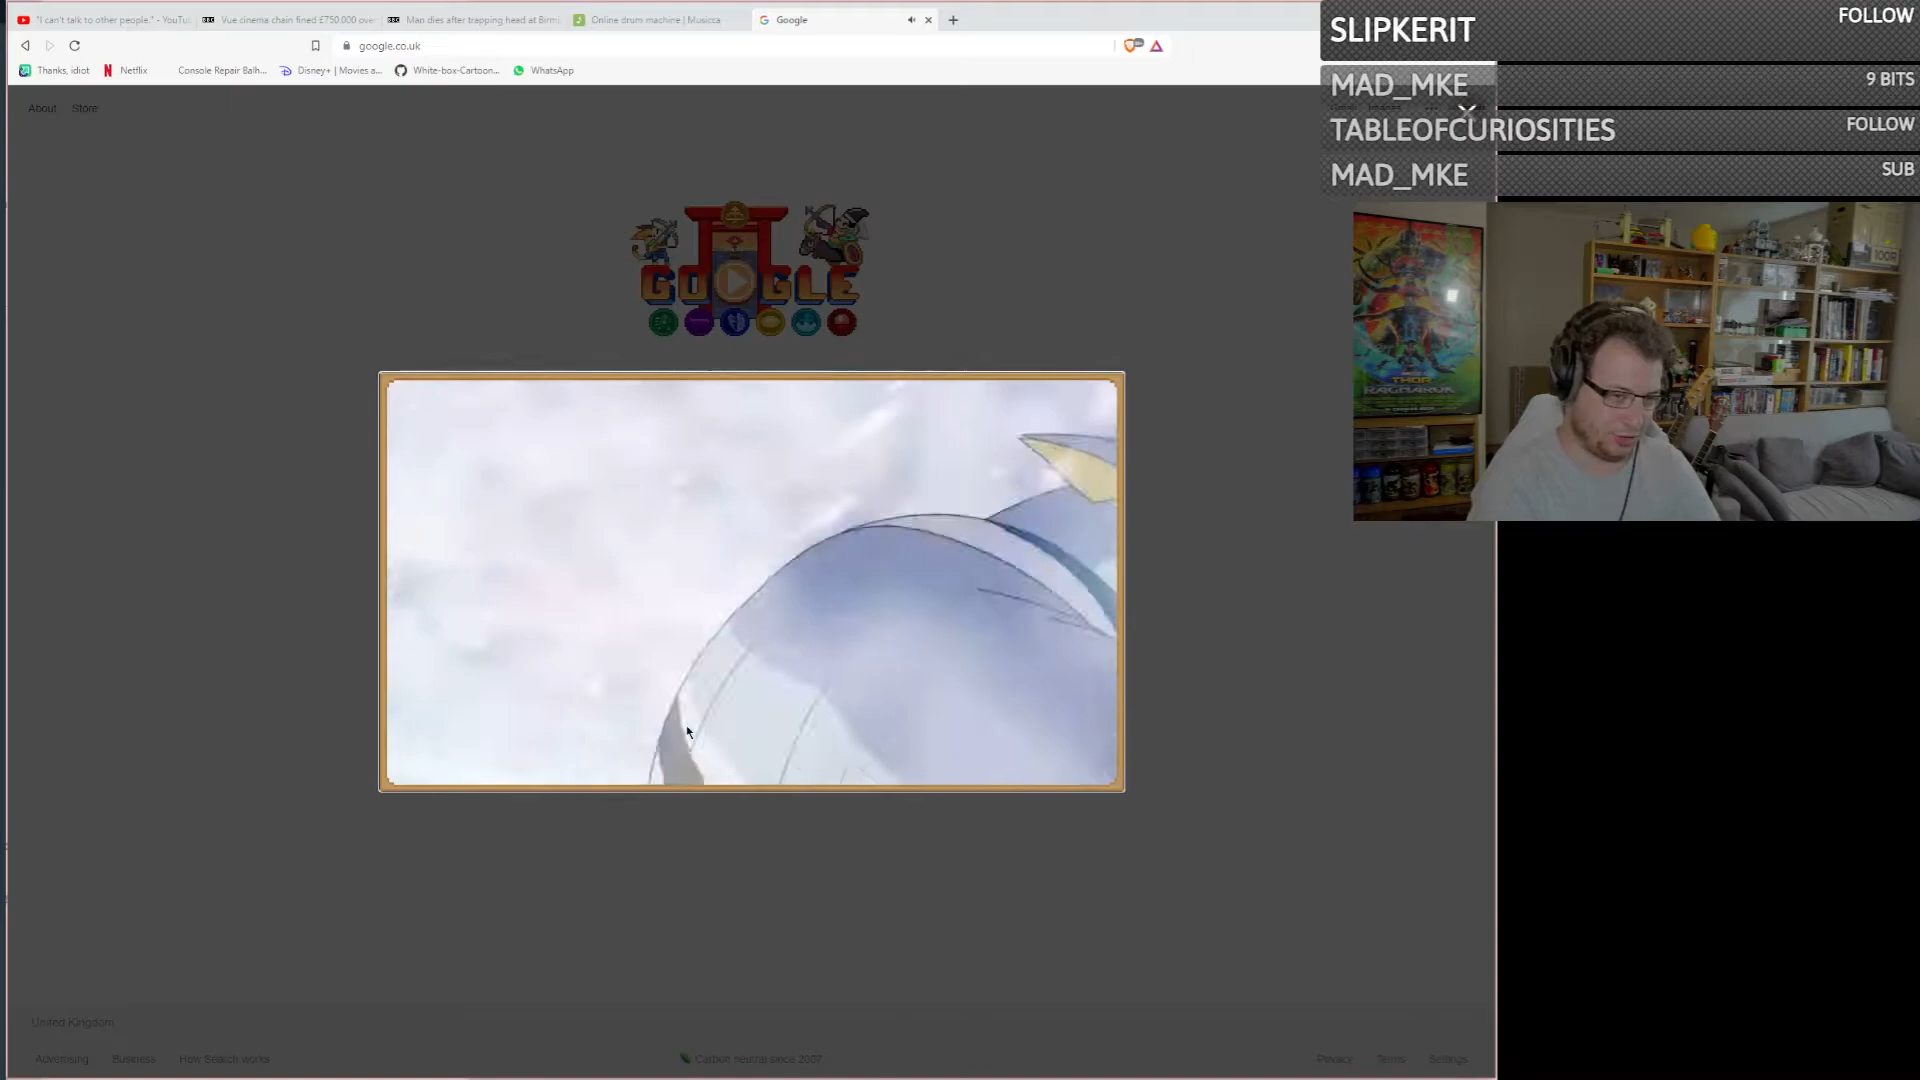 "I can't talk to other people." - YouTu
Vue cinema chain fined £750,000 over
Man dies after trapping head at Birmi
Online drum machine | Musicca
Google
google.co.uk
Thanks, idiot
Netflix
Console Repair Balh...
Disney+ | Movies a...
White-box-Cartoon...
WhatsApp
About
Store
GOOGLE
SLIPKERIT
FOLLOW
MAD_MKE
9 BITS
TABLEOFCURIOSITIES
FOLLOW
MAD_MKE
SUB
THOR
RAGNAROK
United Kingdom
Advertising
Business
How Search works
Carbon neutral since 2007
Privacy
Terms
Settings